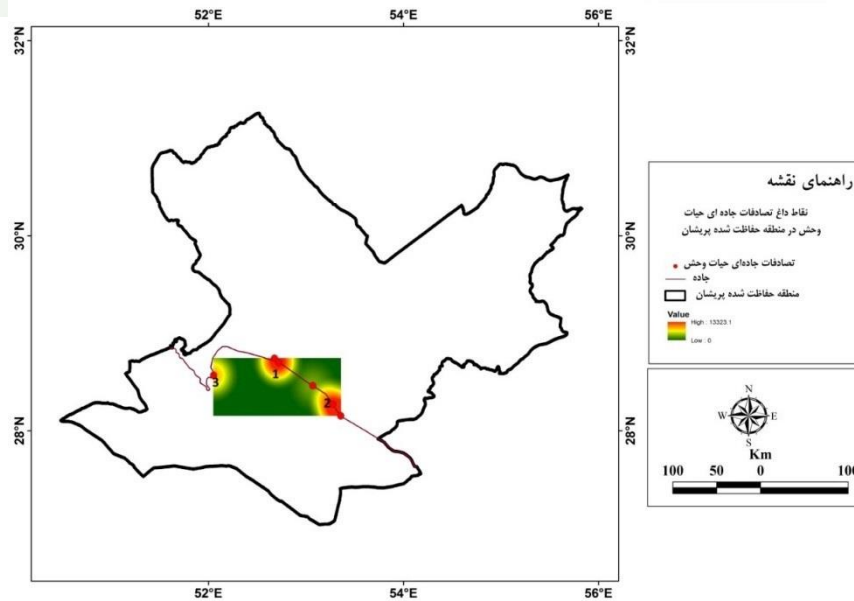 52°E 54°E 56°E
32°N 32°N
30°N 30°N
28°N 28°N
1
2
3
52°E 54°E 56°E
راهنمای نقشه
نقاط داغ تصادفات جاده ای حیات
وحش در منطقه حفاظت شده پریشان
تصادفات جاده‌ای حیات وحش
جاده
منطقه حفاظت شده پریشان
Value
High : 13323.1
Low : 0
N
W E
S
Km
100 50 0 100